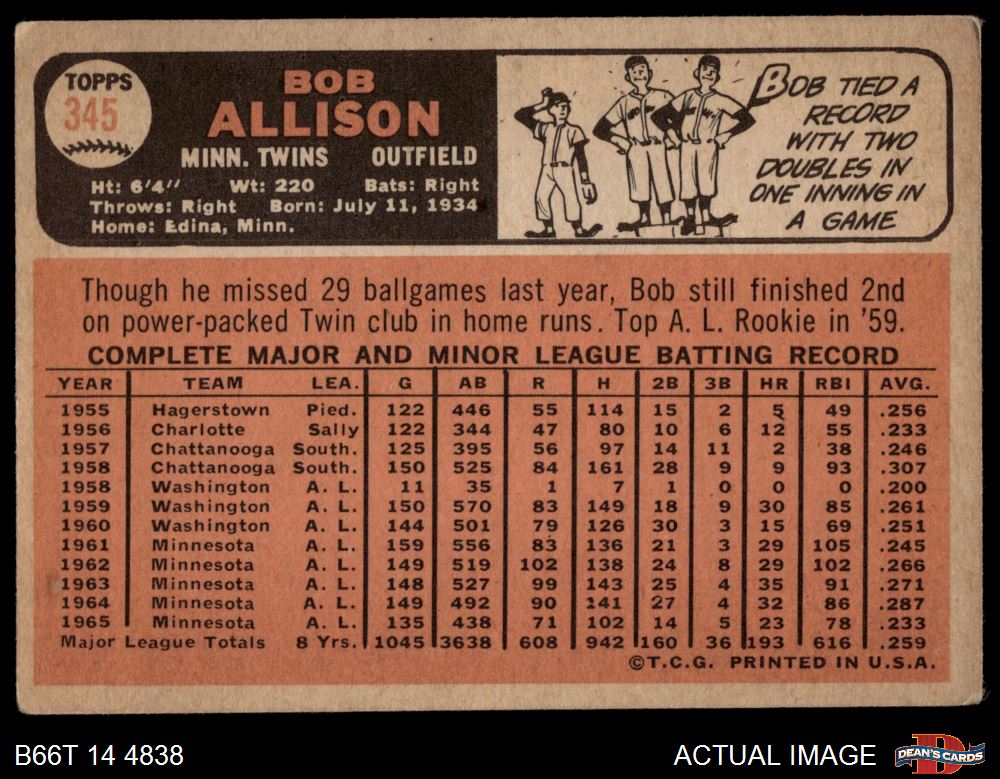 TOPPS
345
BOB
ALLISON
MINN. TWINS OUTFIELD
Ht: 6'4" Wt: 220 Bats: Right
Throws: Right Born: July 11, 1934
Home: Edina, Minn.
BOB TIED A
RECORD
WITH TWO
DOUBLES IN
ONE INNING IN
A GAME
Though he missed 29 ballgames last year, Bob still finished 2nd
on power-packed Twin club in home runs. Top A. L. Rookie in '59.
COMPLETE MAJOR AND MINOR LEAGUE BATTING RECORD
YEAR TEAM LEA. G AB R H 2B 3B HR RBI AVG.
1955 Hagerstown Pied. 122 446 55 114 15 2 5 49 .256
1956 Charlotte Sally 122 344 47 80 10 6 12 55 .233
1957 Chattanooga South. 125 395 56 97 14 11 2 38 .246
1958 Chattanooga South. 150 525 84 161 28 9 9 93 .307
1958 Washington A. L. 11 35 1 7 1 0 0 0 .200
1959 Washington A. L. 150 570 83 149 18 9 30 85 .261
1960 Washington A. L. 144 501 79 126 30 3 15 69 .251
1961 Minnesota A. L. 159 556 83 136 21 3 29 105 .245
1962 Minnesota A. L. 149 519 102 138 24 8 29 102 .266
1963 Minnesota A. L. 148 527 99 143 25 4 35 91 .271
1964 Minnesota A. L. 149 492 90 141 27 4 32 86 .287
1965 Minnesota A. L. 135 438 71 102 14 5 23 78 .233
Major League Totals 8 Yrs. 1045 3638 608 942 160 36 193 616 .259
©T.C.G. PRINTED IN U.S.A.
B66T 14 4838
ACTUAL IMAGE
DEAN'S CARDS